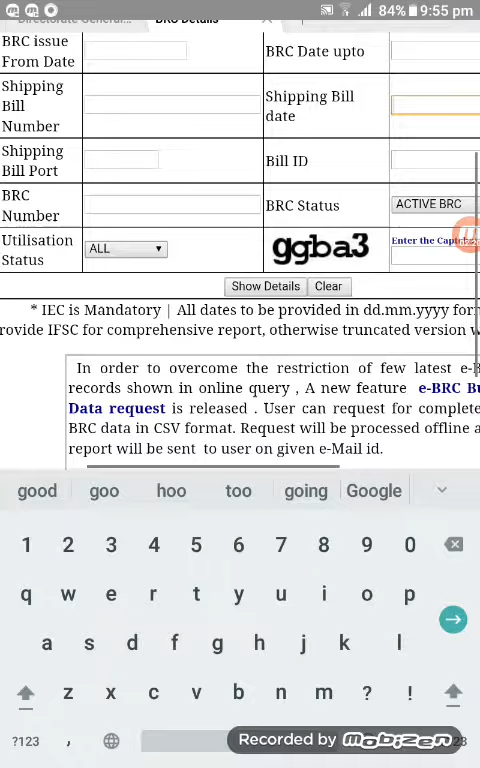 84% 9:55 pm
Directorate General... BRC Details
BRC issue
From Date
BRC Date upto
Shipping
Bill
Number
Shipping Bill
date
Shipping
Bill Port
Bill ID
BRC
Number
BRC Status
ACTIVE BRC
Utilisation
Status
ALL
ggba3
Enter the Captc
Show Details Clear
* IEC is Mandatory | All dates to be provided in dd.mm.yyyy for
rovide IFSC for comprehensive report, otherwise truncated version w
In order to overcome the restriction of few latest e-B
records shown in online query , A new feature e-BRC Bu
Data request is released . User can request for complete
BRC data in CSV format. Request will be processed offline a
report will be sent to user on given e-Mail id.
good goo hoo too going Google
1 2 3 4 5 6 7 8 9 0
q w e r t y u i o p
a s d f g h j k l
z x c v b n m ? !
?123 , Recorded by mobizen 23